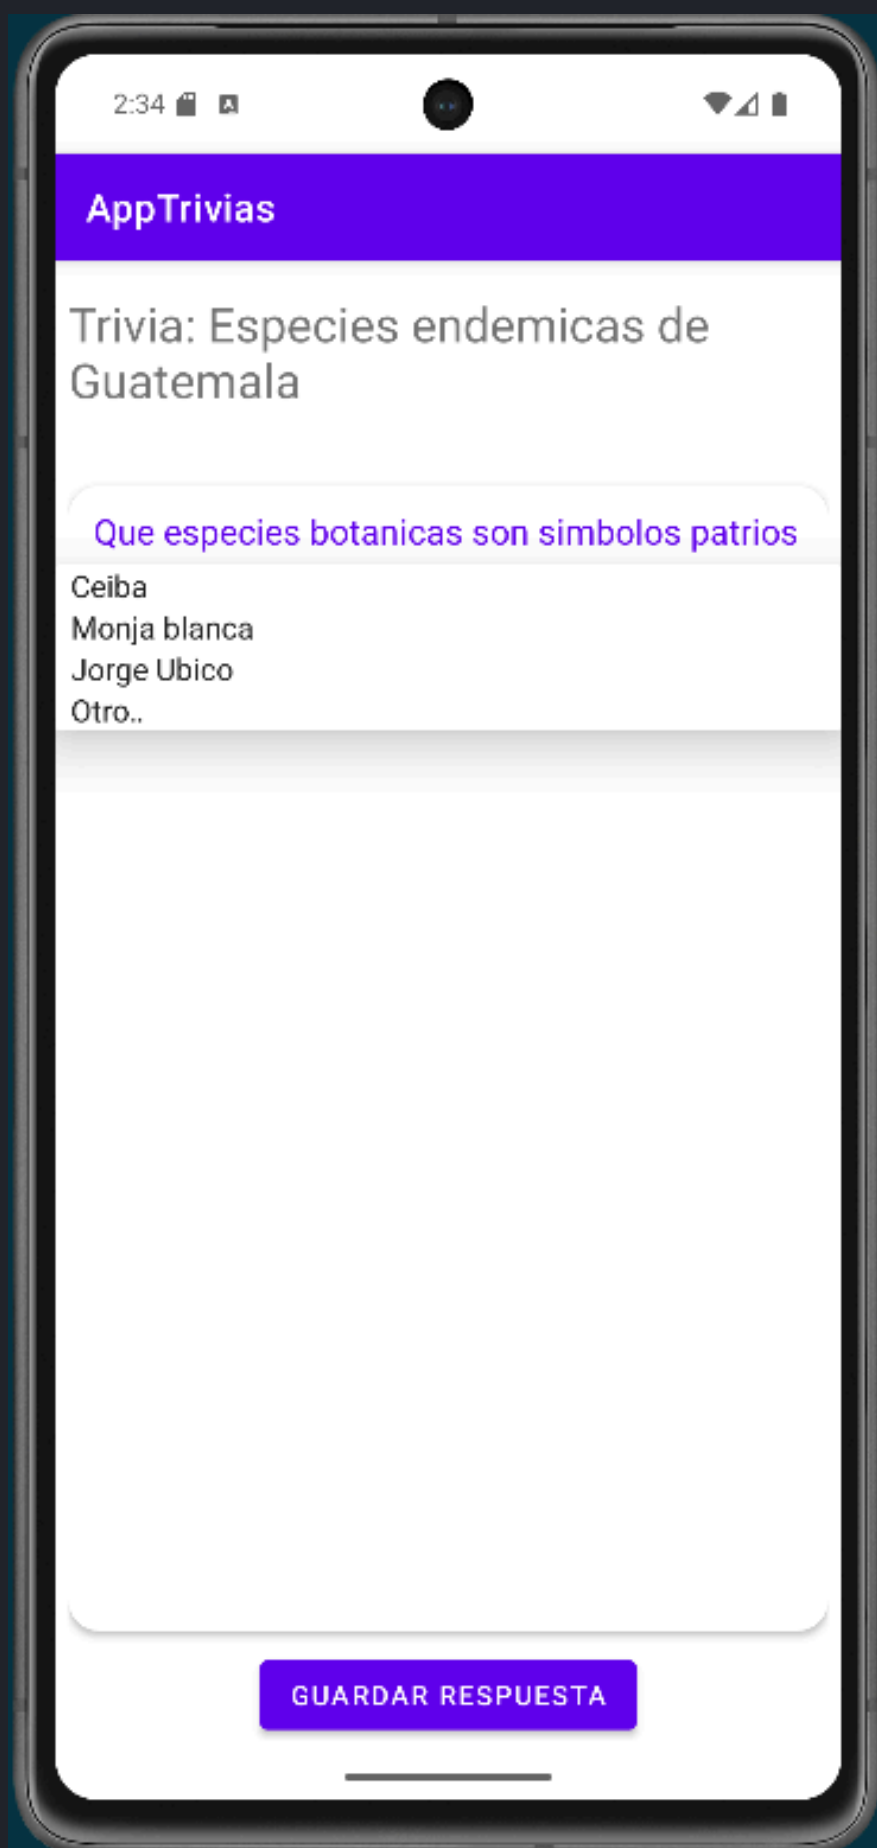 2:34
AppTrivias
Trivia: Especies endemicas de
Guatemala
Que especies botanicas son simbolos patrios
Ceiba
Monja blanca
Jorge Ubico
Otro..
GUARDAR RESPUESTA